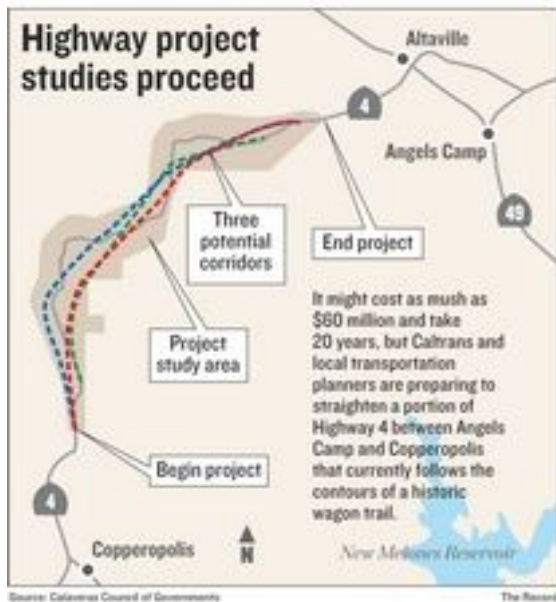 Highway project
studies proceed
Altaville
4
Angels Camp
49
Three
potential
corridors
End project
Project
study area
It might cost as mush as
$60 million and take
20 years, but Caltrans and
local transportation
planners are preparing to
straighten a portion of
Highway 4 between Angels
Camp and Copperopolis
that currently follows the
contours of a historic
wagon trail.
Begin project
4
N
Copperopolis
New Melones Reservoir
Source: Calaveras Council of Governments
The Record